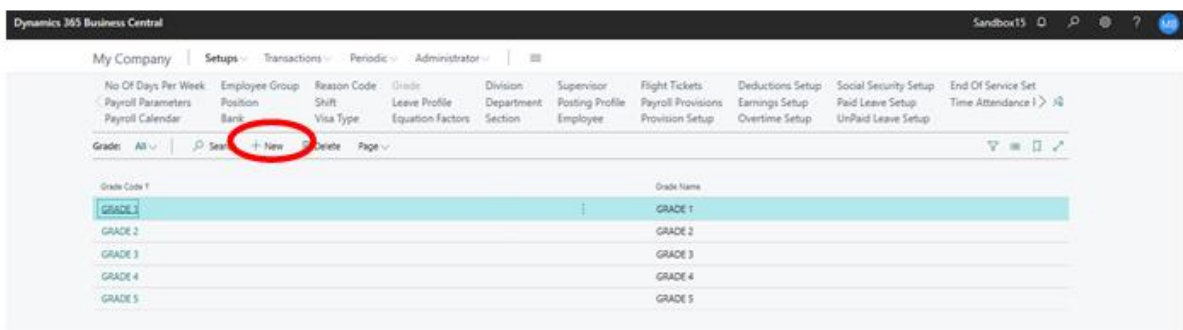 Dynamics 365 Business Central Sandbox15 ? MB
My Company Setups Transactions Periodic Administrator
No Of Days Per Week Employee Group Reason Code Grade Division Supervisor Flight Tickets Deductions Setup Social Security Setup End Of Service Set
Payroll Parameters Position Shift Leave Profile Department Posting Profile Payroll Provisions Earnings Setup Paid Leave Setup Time Attendance
Payroll Calendar Bank Visa Type Equation Factors Section Employee Provision Setup Overtime Setup UnPaid Leave Setup
Grade: All Sear + New Delete Page
Grade Code ↑ Grade Name
GRADE 1 GRADE 1
GRADE 2 GRADE 2
GRADE 3 GRADE 3
GRADE 4 GRADE 4
GRADE 5 GRADE 5